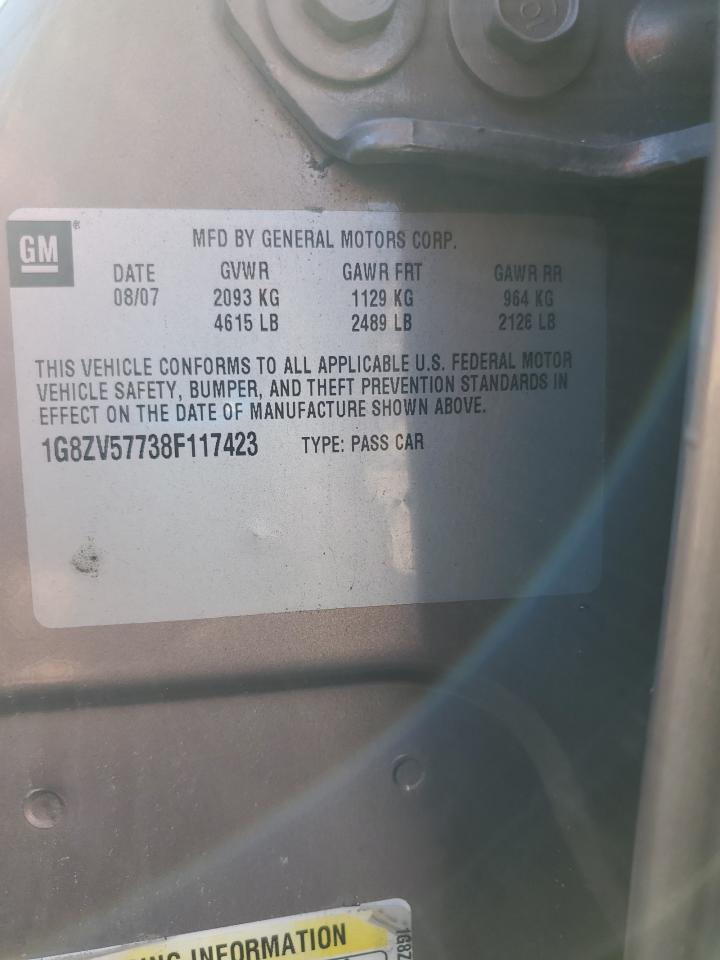 GM®
MFD BY GENERAL MOTORS CORP.
DATE GVWR GAWR FRT GAWR RR
08/07 2093 KG 1129 KG 964 KG
4615 LB 2489 LB 2126 LB
THIS VEHICLE CONFORMS TO ALL APPLICABLE U.S. FEDERAL MOTOR
VEHICLE SAFETY, BUMPER, AND THEFT PREVENTION STANDARDS IN
EFFECT ON THE DATE OF MANUFACTURE SHOWN ABOVE.
1G8ZV57738F117423 TYPE: PASS CAR
INFORMATION
1G8Z